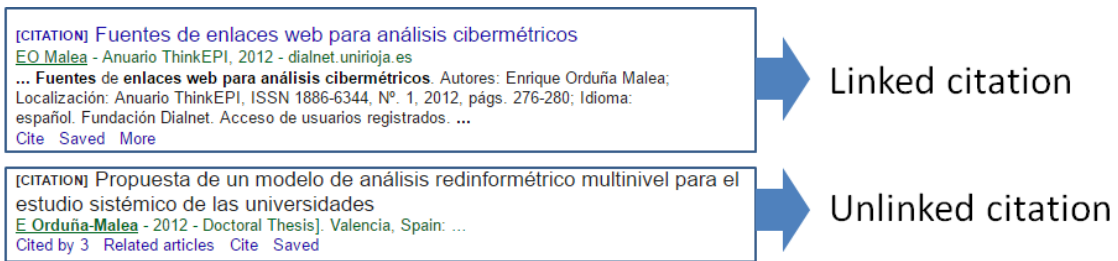 [CITATION] Fuentes de enlaces web para análisis cibermétricos
EO Malea - Anuario ThinkEPI, 2012 - dialnet.unirioja.es
... Fuentes de enlaces web para análisis cibermétricos. Autores: Enrique Orduña Malea;
Localización: Anuario ThinkEPI, ISSN 1886-6344, Nº. 1, 2012, págs. 276-280; Idioma:
español. Fundación Dialnet. Acceso de usuarios registrados. ...
Cite Saved More
Linked citation
[CITATION] Propuesta de un modelo de análisis redinformétrico multinivel para el
estudio sistémico de las universidades
E Orduña-Malea - 2012 - Doctoral Thesis]. Valencia, Spain: ...
Cited by 3 Related articles Cite Saved
Unlinked citation